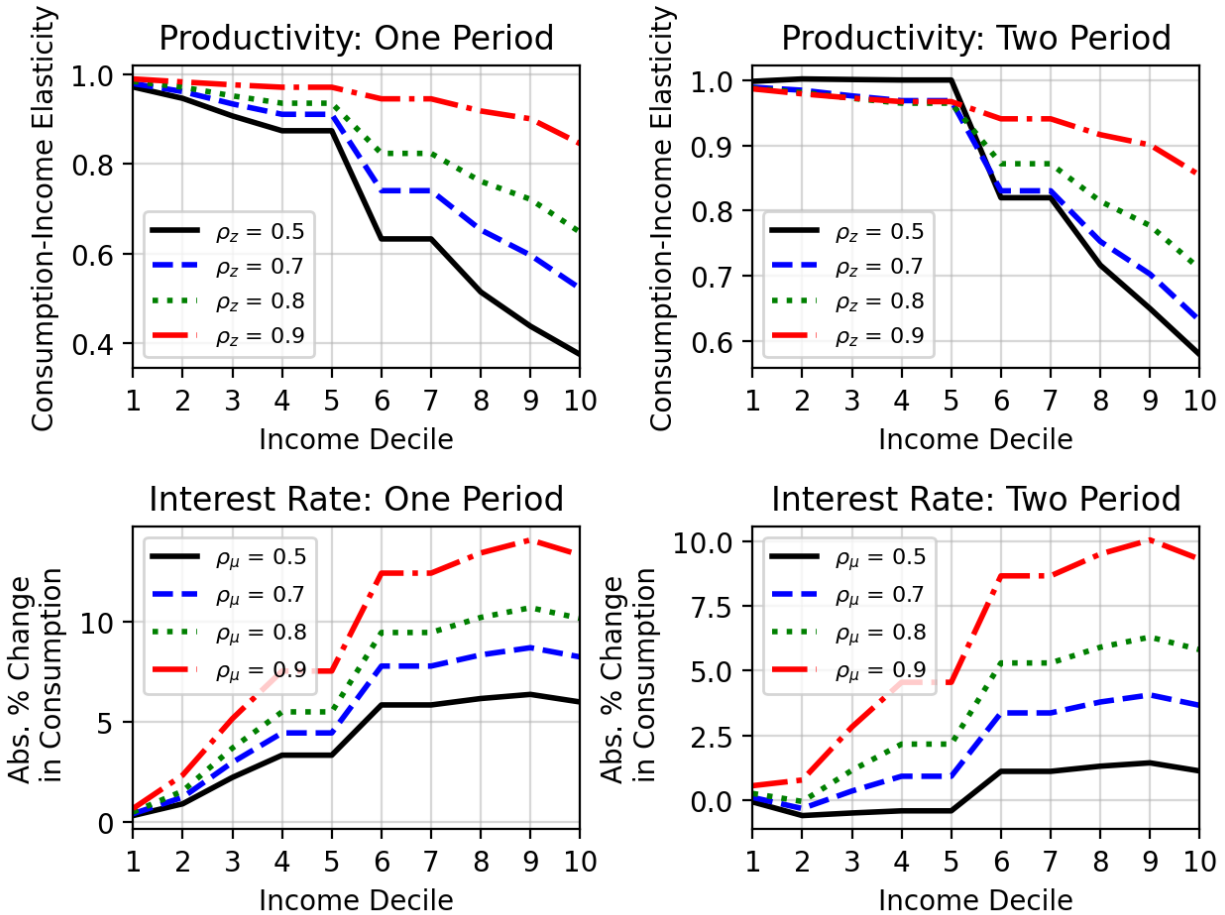 Productivity: One Period
Consumption-Income Elasticity
1.0
0.8
0.6
0.4
ρz = 0.5
ρz = 0.7
ρz = 0.8
ρz = 0.9
1 2 3 4 5 6 7 8 9 10
Income Decile
Productivity: Two Period
Consumption-Income Elasticity
1.0
0.9
0.8
0.7
0.6
ρz = 0.5
ρz = 0.7
ρz = 0.8
ρz = 0.9
1 2 3 4 5 6 7 8 9 10
Income Decile
Interest Rate: One Period
Abs. % Change
in Consumption
10
5
0
ρμ = 0.5
ρμ = 0.7
ρμ = 0.8
ρμ = 0.9
1 2 3 4 5 6 7 8 9 10
Income Decile
Interest Rate: Two Period
Abs. % Change
in Consumption
10.0
7.5
5.0
2.5
0.0
ρμ = 0.5
ρμ = 0.7
ρμ = 0.8
ρμ = 0.9
1 2 3 4 5 6 7 8 9 10
Income Decile